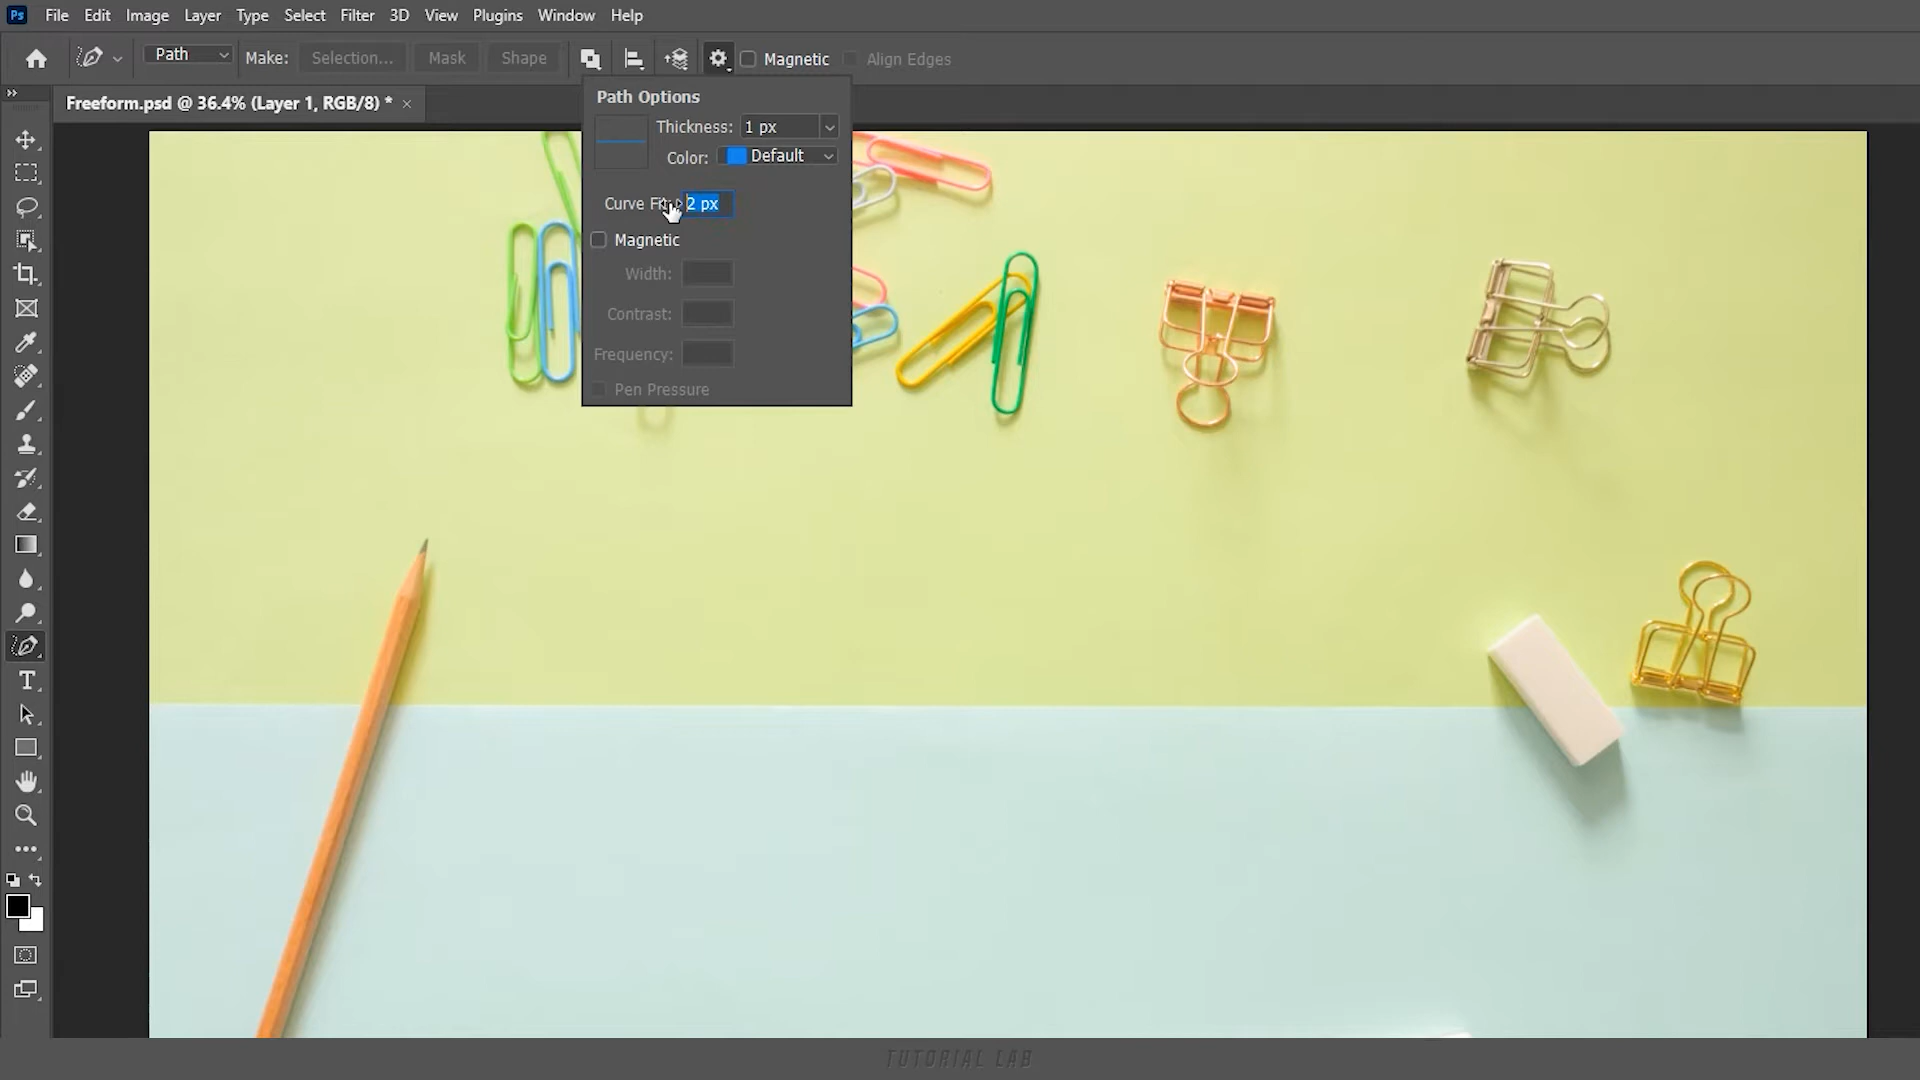 Ps File Edit Image Layer Type Select Filter 3D View Plugins Window Help
Path Make: Selection... Mask Shape Magnetic Align Edges
Freeform.psd @ 36.4% (Layer 1, RGB/8) *
Path Options
Thickness: 1 px
Color: Default
Curve Fit: 2 px
Magnetic
Width:
Contrast:
Frequency:
Pen Pressure
TUTORIAL LAB